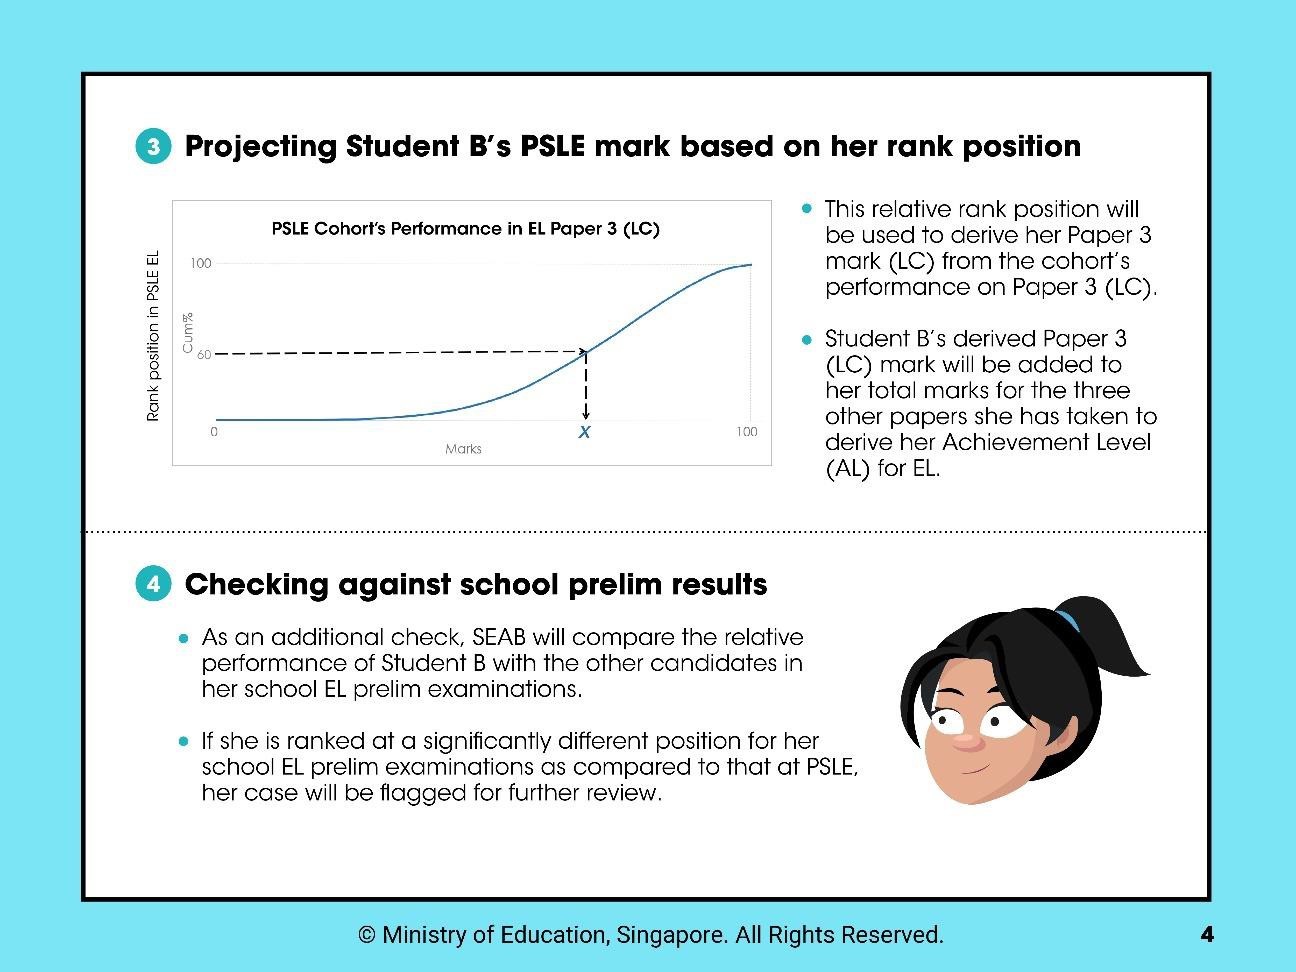 3 Projecting Student B's PSLE mark based on her rank position
PSLE Cohort's Performance in EL Paper 3 (LC)
Rank position in PSLE EL
Cum%
100
60
0
X
100
Marks
• This relative rank position will
be used to derive her Paper 3
mark (LC) from the cohort's
performance on Paper 3 (LC).
• Student B's derived Paper 3
(LC) mark will be added to
her total marks for the three
other papers she has taken to
derive her Achievement Level
(AL) for EL.
4 Checking against school prelim results
• As an additional check, SEAB will compare the relative
performance of Student B with the other candidates in
her school EL prelim examinations.
• If she is ranked at a significantly different position for her
school EL prelim examinations as compared to that at PSLE,
her case will be flagged for further review.
© Ministry of Education, Singapore. All Rights Reserved.
4